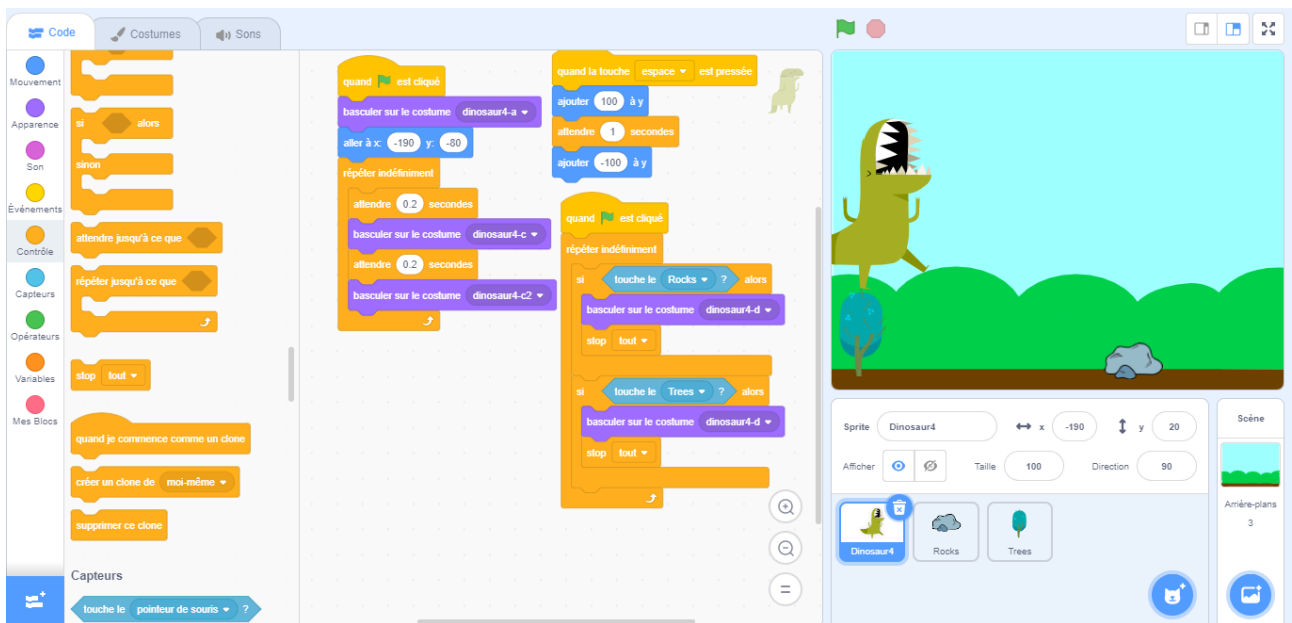 Code
Costumes
Sons
Mouvement
Apparence
Son
Événements
Contrôle
Capteurs
Opérateurs
Variables
Mes Blocs
si alors
sinon
attendre jusqu'à ce que
répéter jusqu'à ce que
stop tout
quand je commence comme un clone
créer un clone de moi-même
supprimer ce clone
Capteurs
touche le pointeur de souris ?
quand est cliqué
basculer sur le costume dinosaur4-a
aller à x: -190 y: -80
répéter indéfiniment
attendre 0.2 secondes
basculer sur le costume dinosaur4-c
attendre 0.2 secondes
basculer sur le costume dinosaur4-c2
quand la touche espace est pressée
ajouter 100 à y
attendre 1 secondes
ajouter -100 à y
quand est cliqué
répéter indéfiniment
si touche le Rocks ? alors
basculer sur le costume dinosaur4-d
stop tout
si touche le Trees ? alors
basculer sur le costume dinosaur4-d
stop tout
Sprite Dinosaur4 x -190 y 20
Afficher Taille 100 Direction 90
Dinosaur4
Rocks
Trees
Scène
Arrière-plans
3